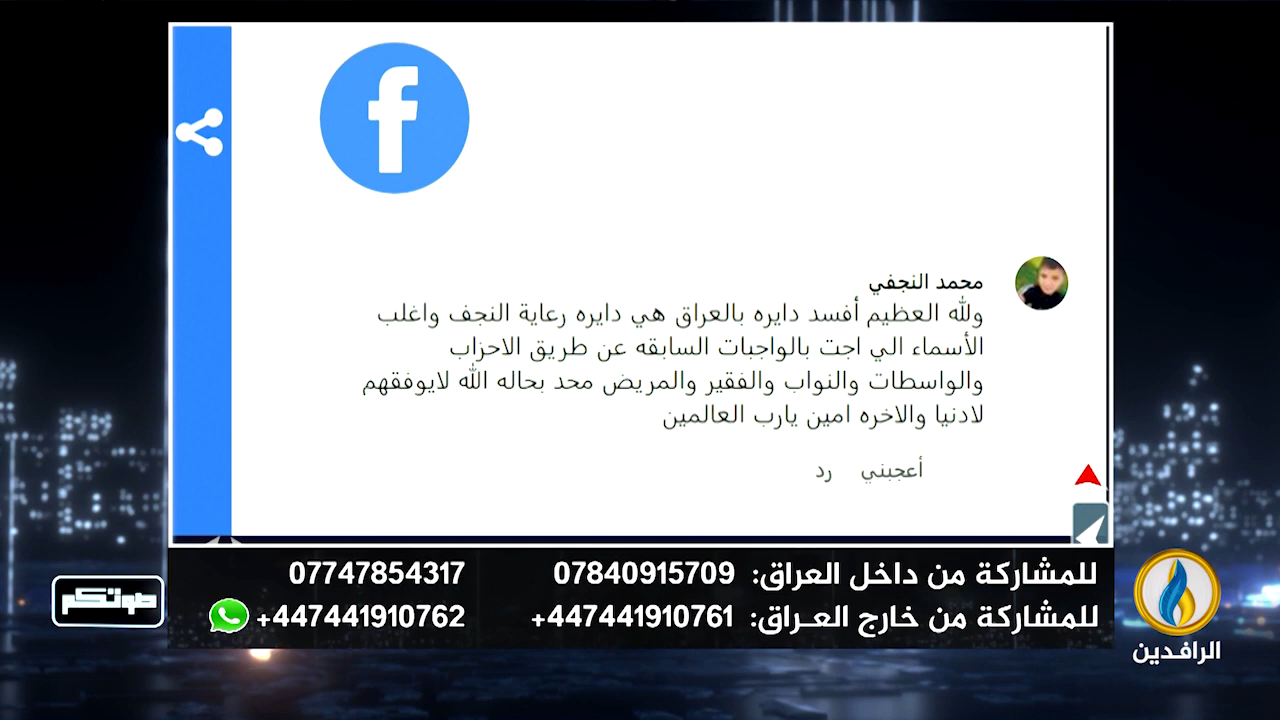 محمد النجفي
ولله العظيم أفسد دايره بالعراق هي دايره رعاية النجف واغلب
الأسماء الي اجت بالواجبات السابقه عن طريق الاحزاب
والواسطات والنواب والفقير والمريض محد بحاله الله لايوفقهم
لادنيا والاخره امين يارب العالمين
أعجبني رد
للمشاركة من داخل العراق: 07840915709 07747854317
للمشاركة من خارج العـراق: 447441910761+ 447441910762+
صوتكم
الرافدين